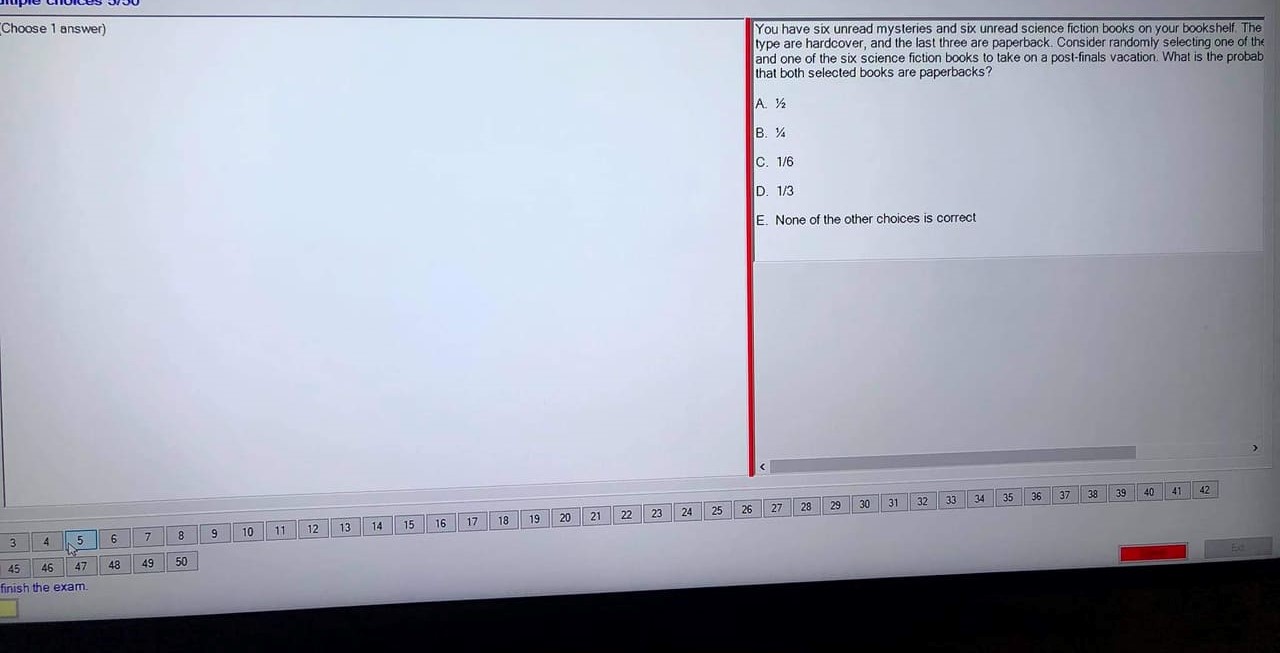 choices 5/50
(Choose 1 answer)
You have six unread mysteries and six unread science fiction books on your bookshelf. The
type are hardcover, and the last three are paperback. Consider randomly selecting one of the
and one of the six science fiction books to take on a post-finals vacation. What is the probab
that both selected books are paperbacks?
A. ½
B. ¼
C. 1/6
D. 1/3
E. None of the other choices is correct
3 4 5 6 7 8 9 10 11 12 13 14 15 16 17 18 19 20 21 22 23 24 25 26 27 28 29 30 31 32 33 34 35 36 37 38 39 40 41 42
45 46 47 48 49 50
finish the exam.
Exit